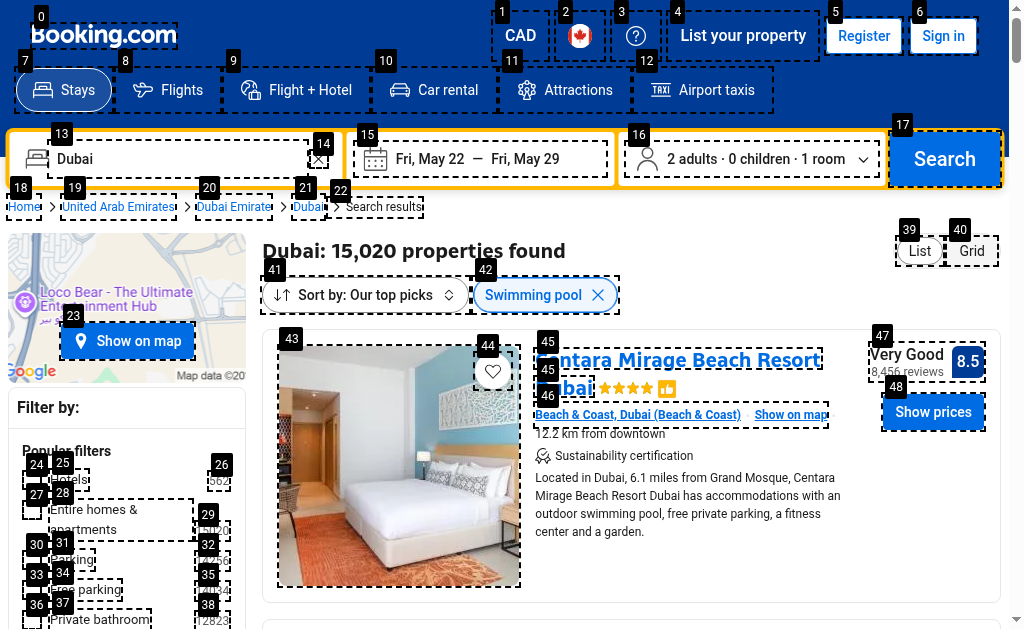 Booking.com
CAD
List your property
Register
Sign in
Stays
Flights
Flight + Hotel
Car rental
Attractions
Airport taxis
Dubai
Fri, May 22 — Fri, May 29
2 adults · 0 children · 1 room
Search
Home
United Arab Emirates
Dubai Emirate
Dubai
Search results
Loco Bear - The Ultimate
Entertainment Hub
Show on map
Google
Map data ©20
Filter by:
Popular filters
Hotels
562
Entire homes &
apartments
15020
Parking
14256
Free parking
14034
Private bathroom
12823
Dubai: 15,020 properties found
List
Grid
Sort by: Our top picks
Swimming pool
Centara Mirage Beach Resort
Dubai
Beach & Coast, Dubai (Beach & Coast)
Show on map
12.2 km from downtown
Sustainability certification
Located in Dubai, 6.1 miles from Grand Mosque, Centara
Mirage Beach Resort Dubai has accommodations with an
outdoor swimming pool, free private parking, a fitness
center and a garden.
Very Good
8,456 reviews
8.5
Show prices
0
1
2
3
4
5
6
7
8
9
10
11
12
13
14
15
16
17
18
19
20
21
22
23
24
25
26
27
28
29
30
31
32
33
34
35
36
37
38
39
40
41
42
43
44
45
45
46
47
48